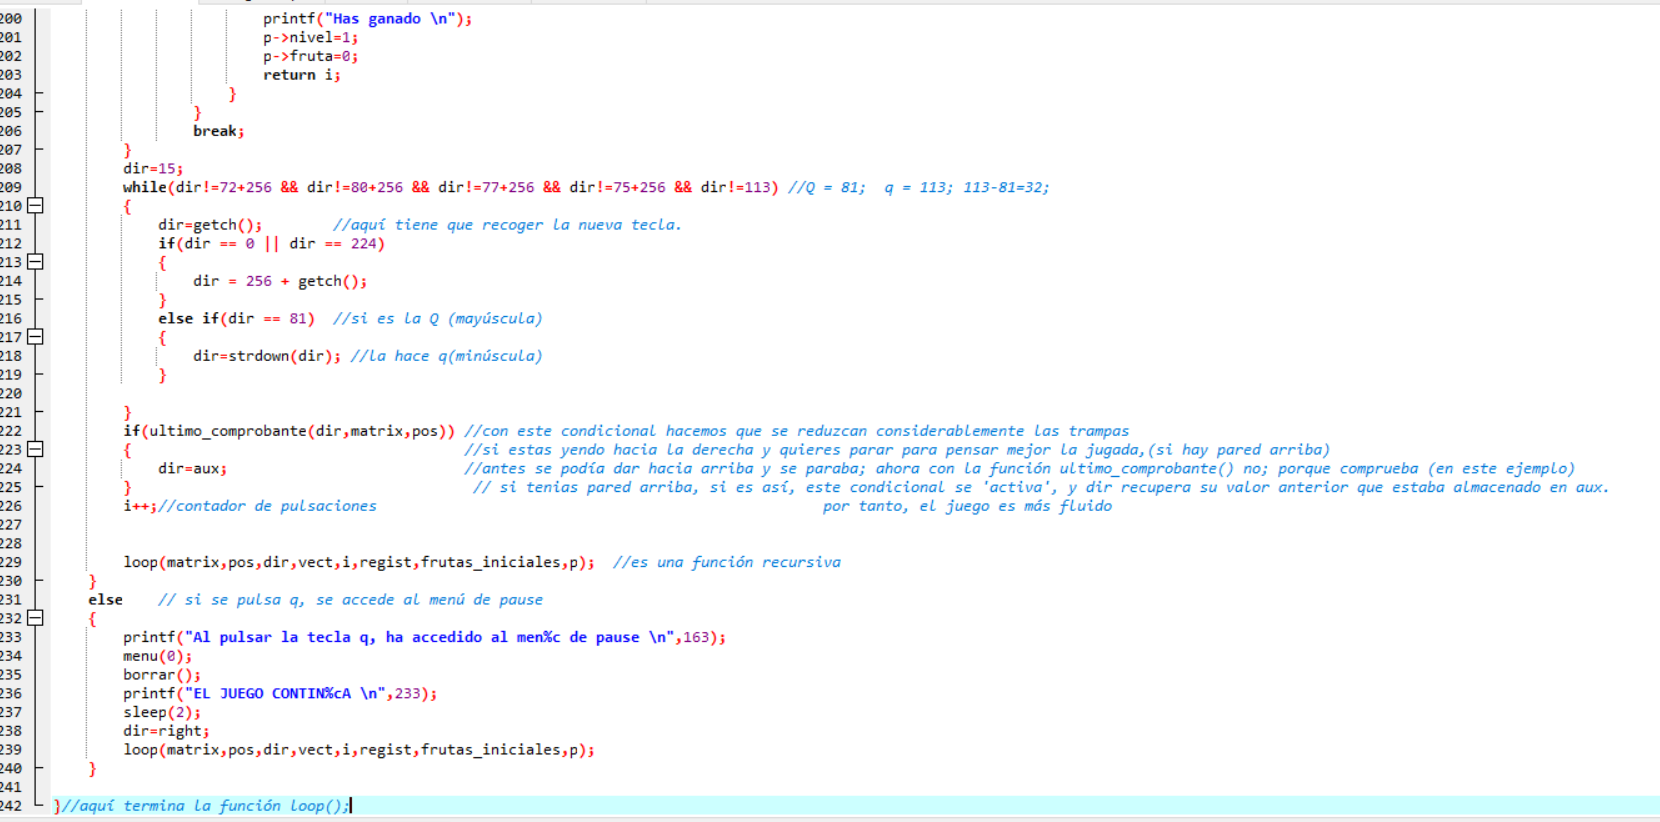 200                         printf("Has ganado \n");
201                         p->nivel=1;
202                         p->fruta=0;
203                         return i;
204                     }
205                 }
206                 break;
207         }
208         dir=15;
209         while(dir!=72+256 && dir!=80+256 && dir!=77+256 && dir!=75+256 && dir!=113) //Q = 81;  q = 113; 113-81=32;
210         {
211             dir=getch();        //aquí tiene que recoger la nueva tecla.
212             if(dir == 0 || dir == 224)
213             {
214                 dir = 256 + getch();
215             }
216             else if(dir == 81)  //si es la Q (mayúscula)
217             {
218                 dir=strdown(dir); //la hace q(minúscula)
219             }
220
221         }
222         if(ultimo_comprobante(dir,matrix,pos)) //con este condicional hacemos que se reduzcan considerablemente las trampas
223         {                                      //si estas yendo hacia la derecha y quieres parar para pensar mejor la jugada,(si hay pared arriba)
224             dir=aux;                           //antes se podía dar hacia arriba y se paraba; ahora con la función ultimo_comprobante() no; porque comprueba (en este ejemplo)
225         }                                       // si tenias pared arriba, si es así, este condicional se 'activa', y dir recupera su valor anterior que estaba almacenado en aux.
226         i++;//contador de pulsaciones                                                   por tanto, el juego es más fluido
227
228
229         loop(matrix,pos,dir,vect,i,regist,frutas_iniciales,p);  //es una función recursiva
230     }
231     else    // si se pulsa q, se accede al menú de pause
232     {
233         printf("Al pulsar la tecla q, ha accedido al men%c de pause \n",163);
234         menu(0);
235         borrar();
236         printf("EL JUEGO CONTIN%cA \n",233);
237         sleep(2);
238         dir=right;
239         loop(matrix,pos,dir,vect,i,regist,frutas_iniciales,p);
240     }
241
242 }//aquí termina la función loop();